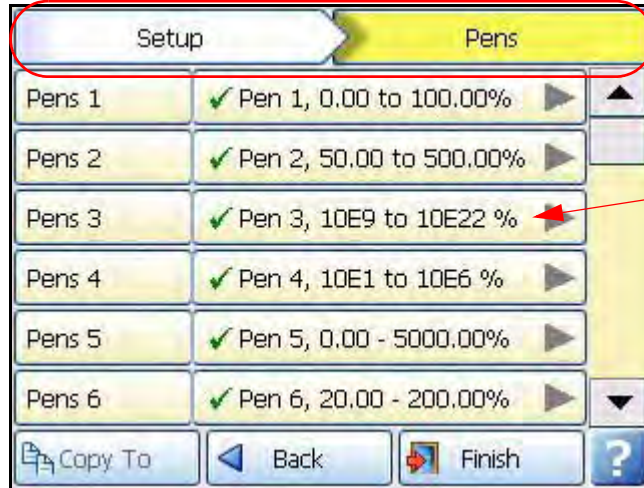 Setup Pens
Pens 1 Pen 1, 0.00 to 100.00%
Pens 2 Pen 2, 50.00 to 500.00%
Pens 3 Pen 3, 10E9 to 10E22 %
Pens 4 Pen 4, 10E1 to 10E6 %
Pens 5 Pen 5, 0.00 - 5000.00%
Pens 6 Pen 6, 20.00 - 200.00%
Copy To Back Finish ?